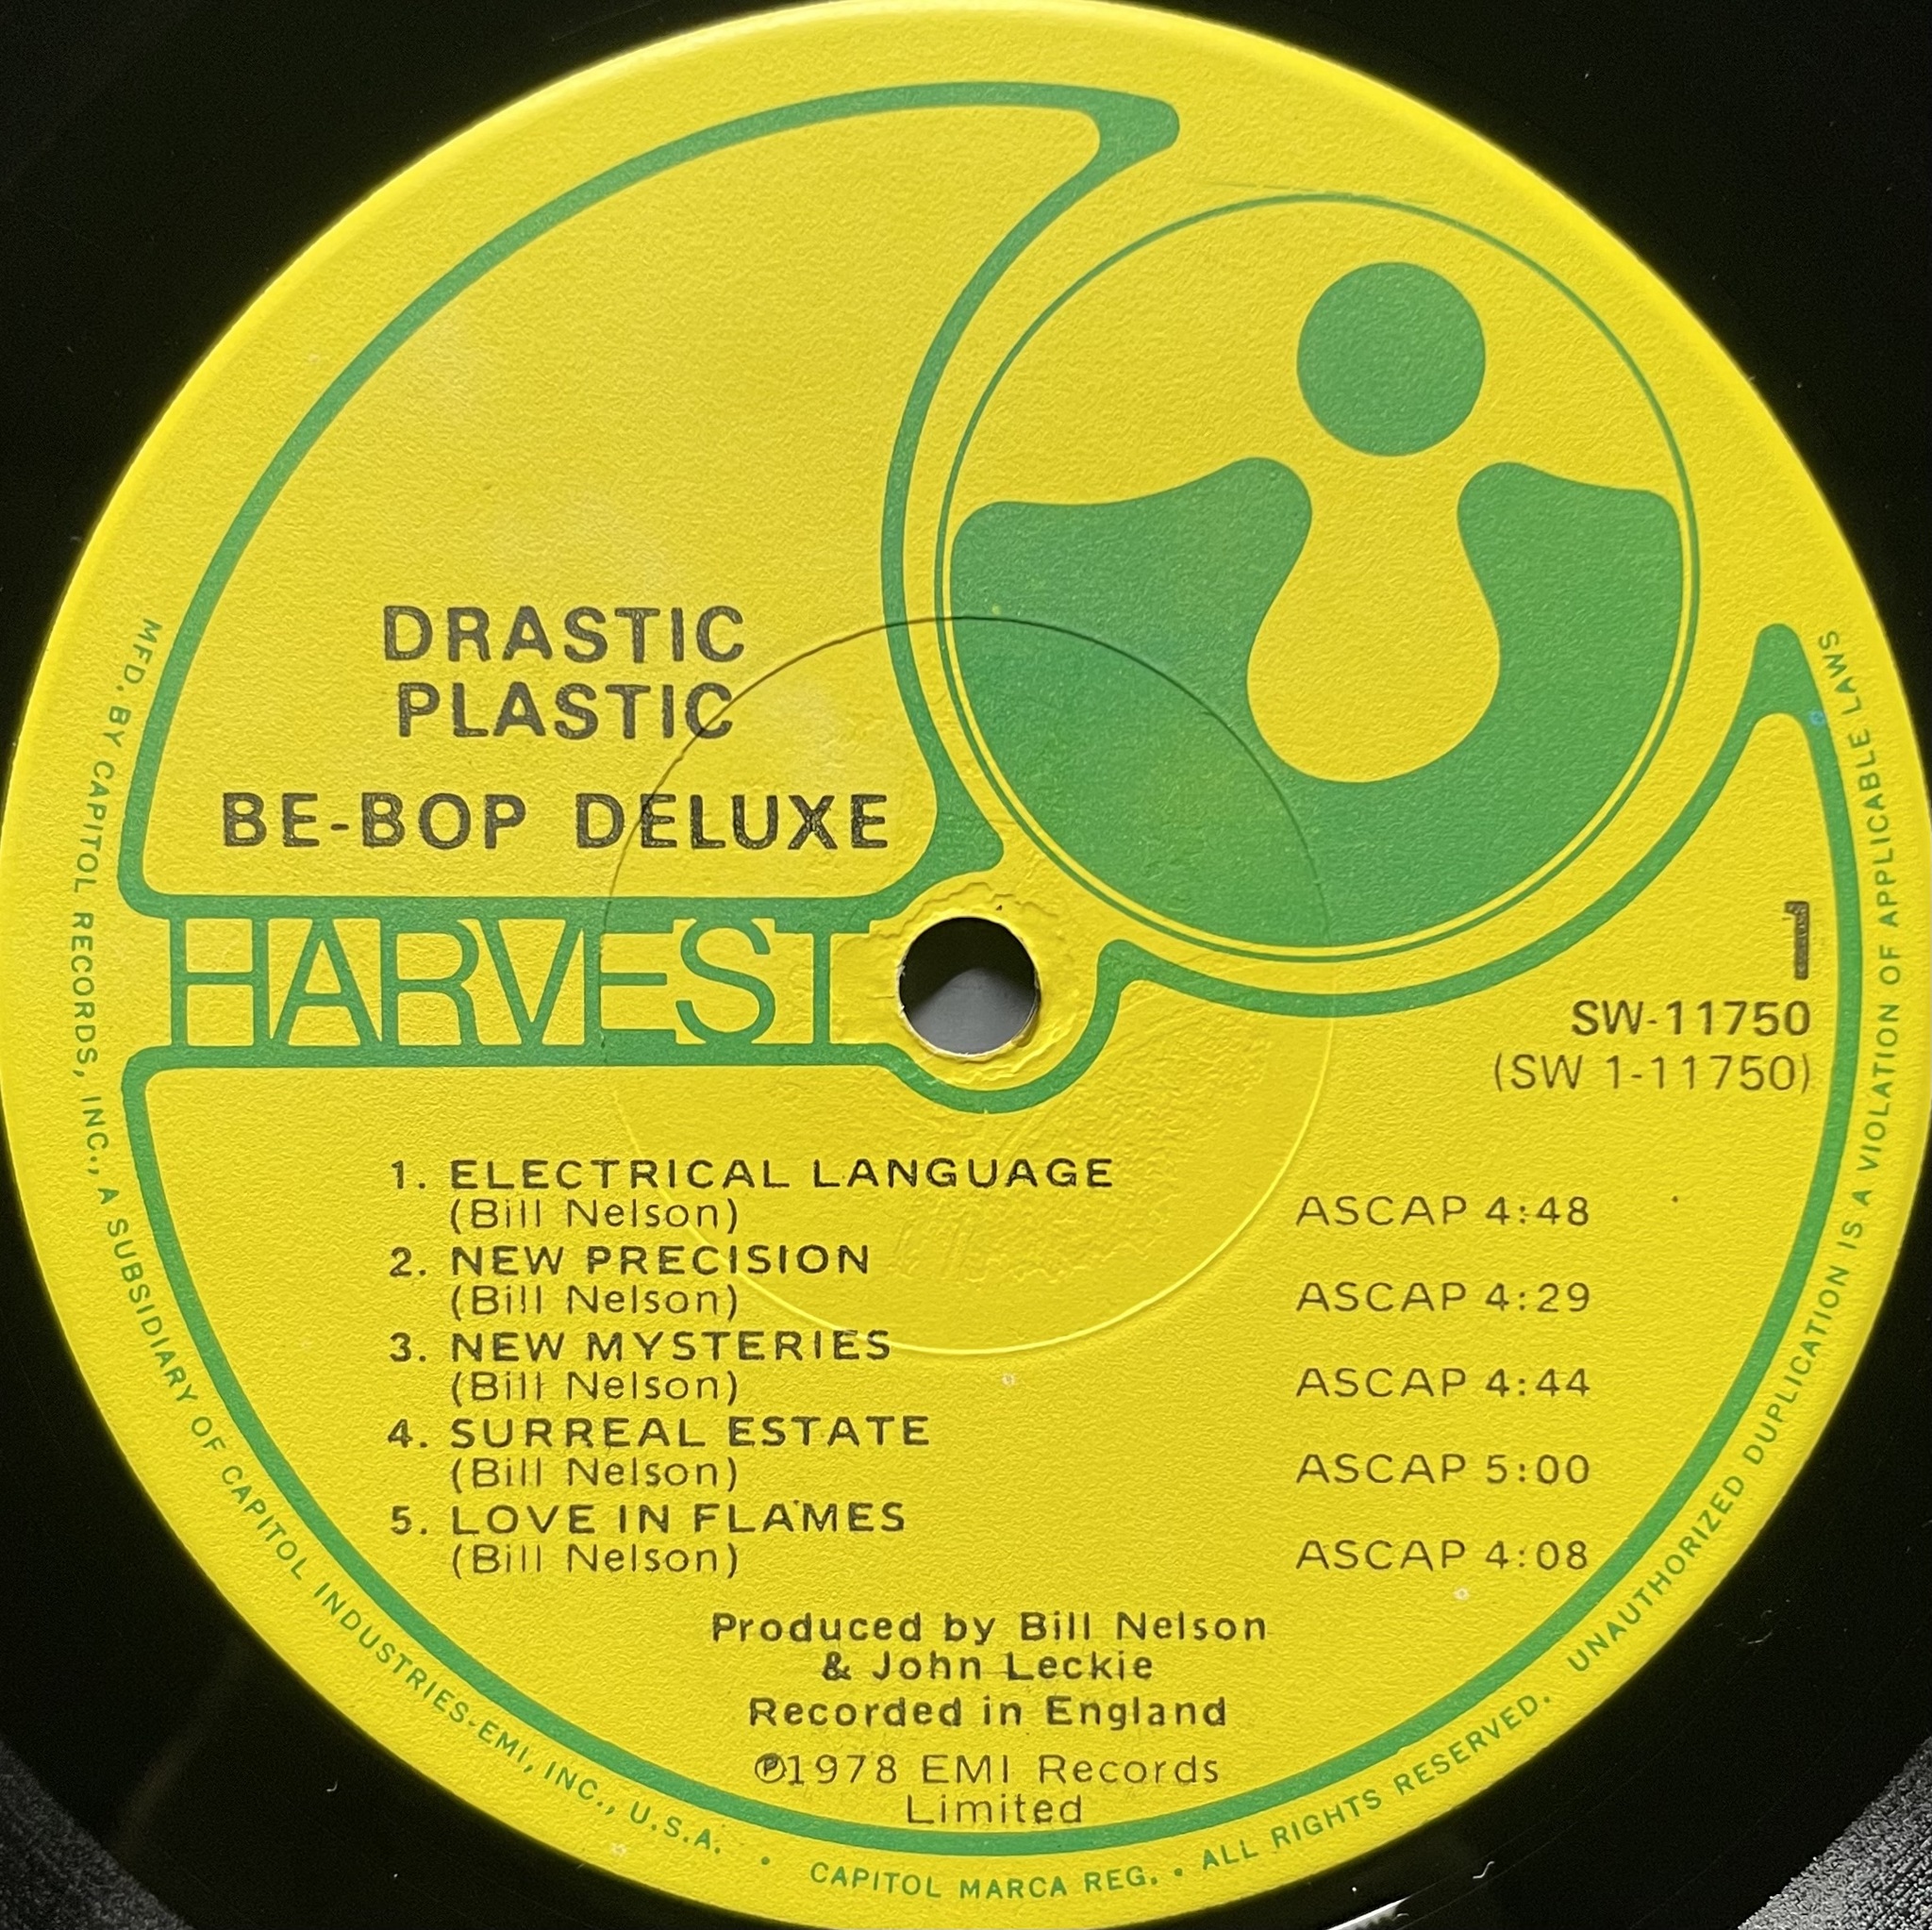 DRASTIC
PLASTIC
BE-BOP DELUXE
HARVEST
1
SW-11750
(SW 1-11750)
1. ELECTRICAL LANGUAGE
(Bill Nelson) ASCAP 4:48
2. NEW PRECISION
(Bill Nelson) ASCAP 4:29
3. NEW MYSTERIES
(Bill Nelson) ASCAP 4:44
4. SURREAL ESTATE
(Bill Nelson) ASCAP 5:00
5. LOVE IN FLAMES
(Bill Nelson) ASCAP 4:08
Produced by Bill Nelson
& John Leckie
Recorded in England
℗1978 EMI Records
Limited
MFD. BY CAPITOL RECORDS, INC., A SUBSIDIARY OF CAPITOL INDUSTRIES-EMI, INC., U.S.A. • CAPITOL MARCA REG. • ALL RIGHTS RESERVED. UNAUTHORIZED DUPLICATION IS A VIOLATION OF APPLICABLE LAWS